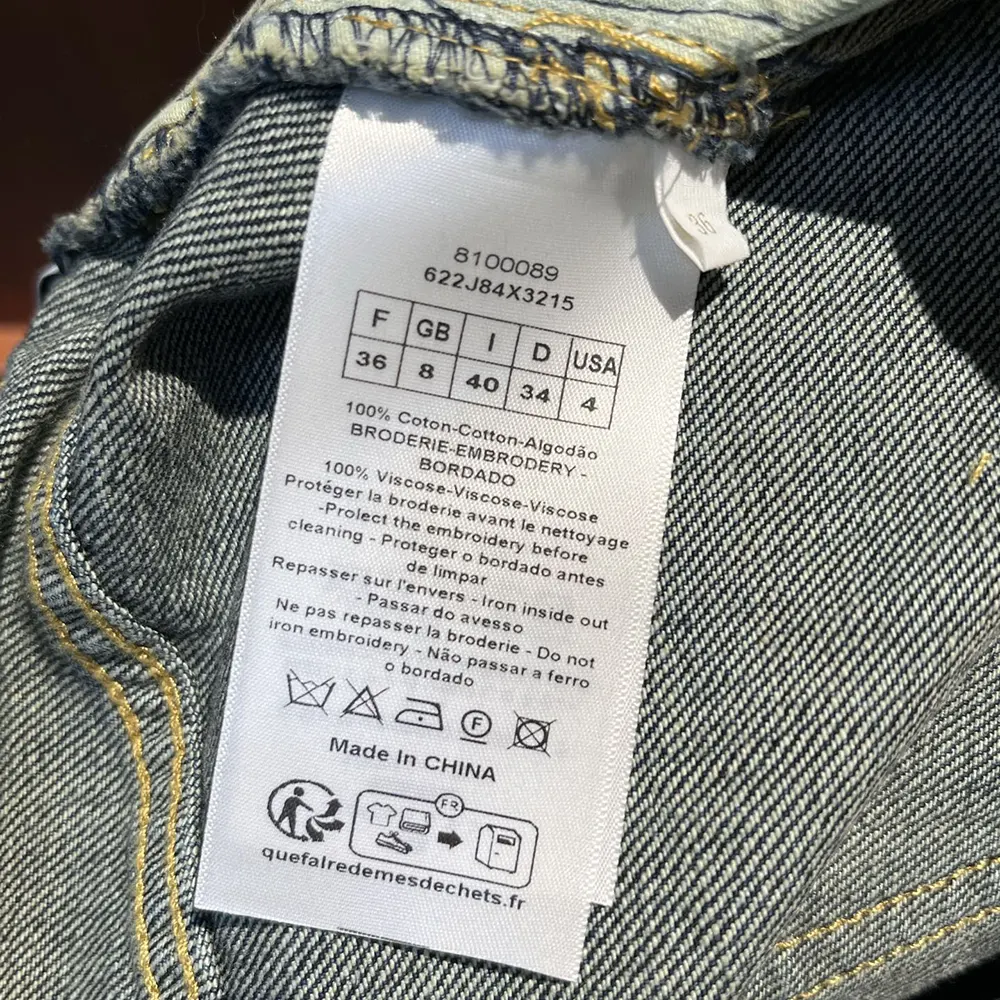 36
8100089
622J84X3215
F GB I D USA
36 8 40 34 4
100% Coton-Cotton-Algodão
BRODERIE-EMBRODERY -
BORDADO
100% Viscose-Viscose-Viscose
Protéger la broderie avant le nettoyage
-Prolect the embroidery before
cleaning - Proteger o bordado antes
de limpar
Repasser sur l'envers - Iron inside out
- Passar do avesso
Ne pas repasser la broderie - Do not
iron embroidery - Não passar a ferro
o bordado
F
Made In CHINA
FR
quefairedemesdechets.fr